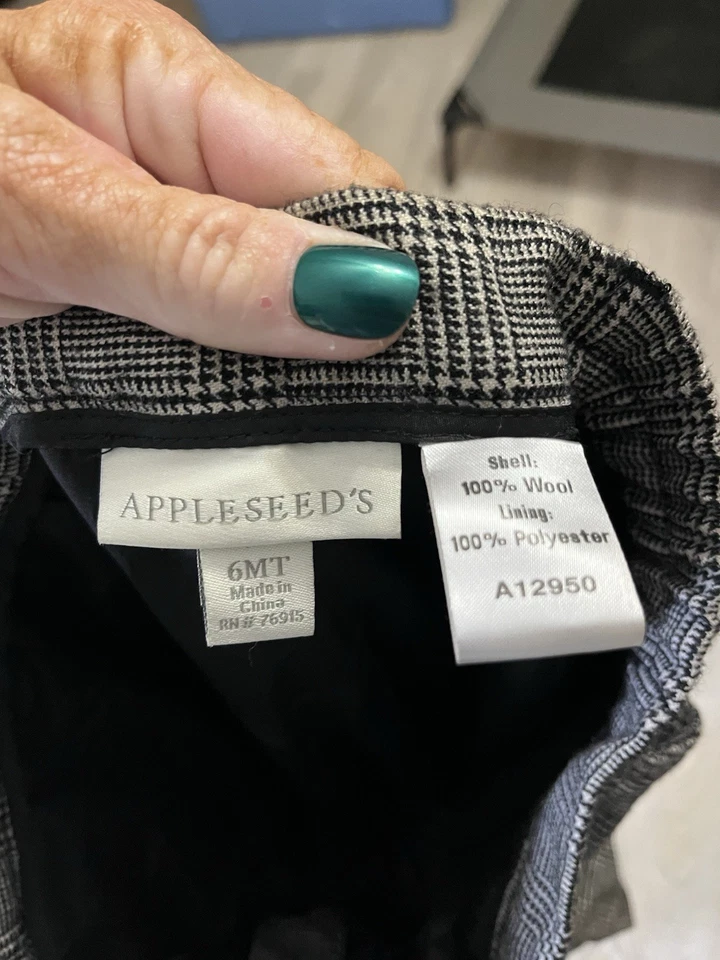 APPLESEED'S
6MT
Made in
China
RN# 76915
Shell:
100% Wool
Lining:
100% Polyester
A12950